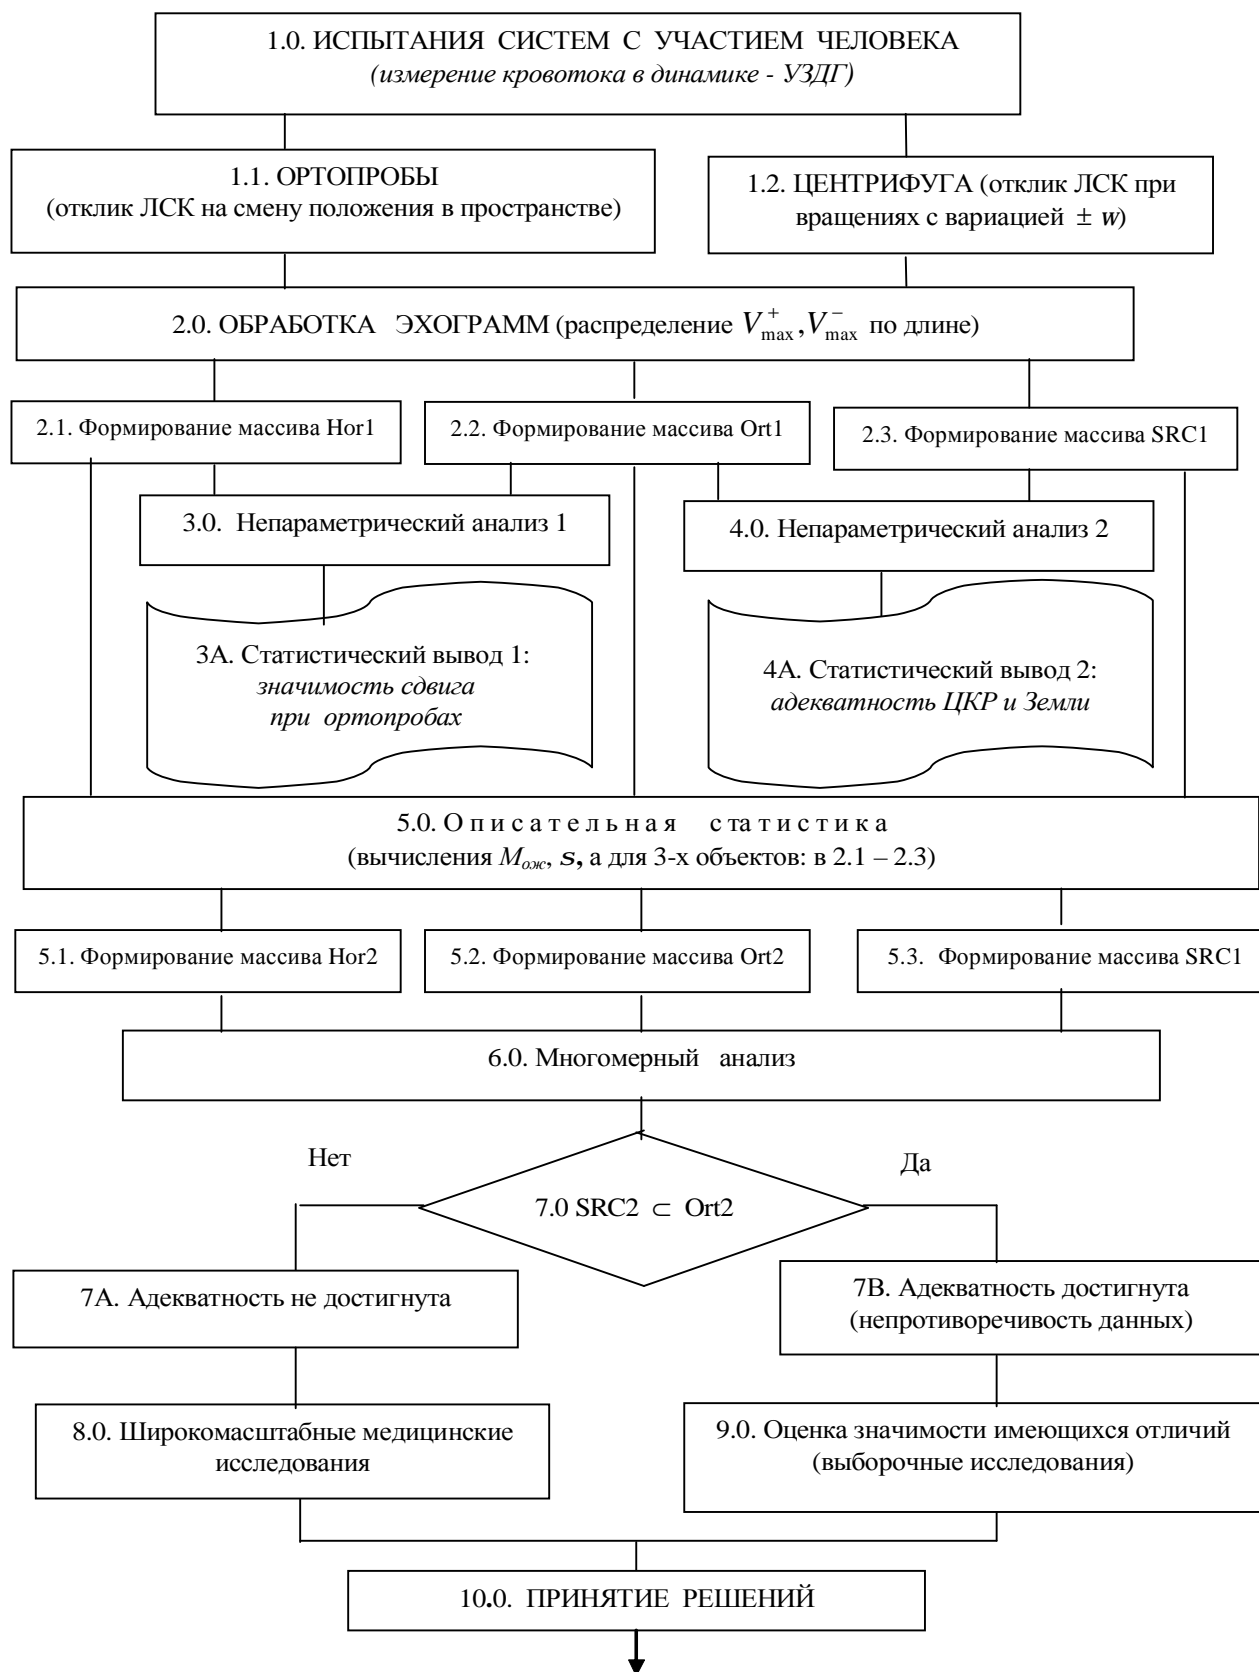 1.0. ИСПЫТАНИЯ СИСТЕМ С УЧАСТИЕМ ЧЕЛОВЕКА
(измерение кровотока в динамике - УЗДГ)
1.1. ОРТОПРОБЫ
(отклик ЛСК на смену положения в пространстве)
1.2. ЦЕНТРИФУГА (отклик ЛСК при
вращениях с вариацией ± w)
2.0. ОБРАБОТКА ЭХОГРАММ (распределение V⁺max, V⁻max по длине)
2.1. Формирование массива Hor1
2.2. Формирование массива Ort1
2.3. Формирование массива SRC1
3.0. Непараметрический анализ 1
4.0. Непараметрический анализ 2
3А. Статистический вывод 1:
значимость сдвига
при ортопробах
4А. Статистический вывод 2:
адекватность ЦКР и Земли
5.0. О п и с а т е л ь н а я с т а т и с т и к а
(вычисления Mож, s, а для 3-х объектов: в 2.1 – 2.3)
5.1. Формирование массива Hor2
5.2. Формирование массива Ort2
5.3. Формирование массива SRC1
6.0. Многомерный анализ
Нет
Да
7.0 SRC2 ⊂ Ort2
7А. Адекватность не достигнута
7В. Адекватность достигнута
(непротиворечивость данных)
8.0. Широкомасштабные медицинские
исследования
9.0. Оценка значимости имеющихся отличий
(выборочные исследования)
10.0. ПРИНЯТИЕ РЕШЕНИЙ